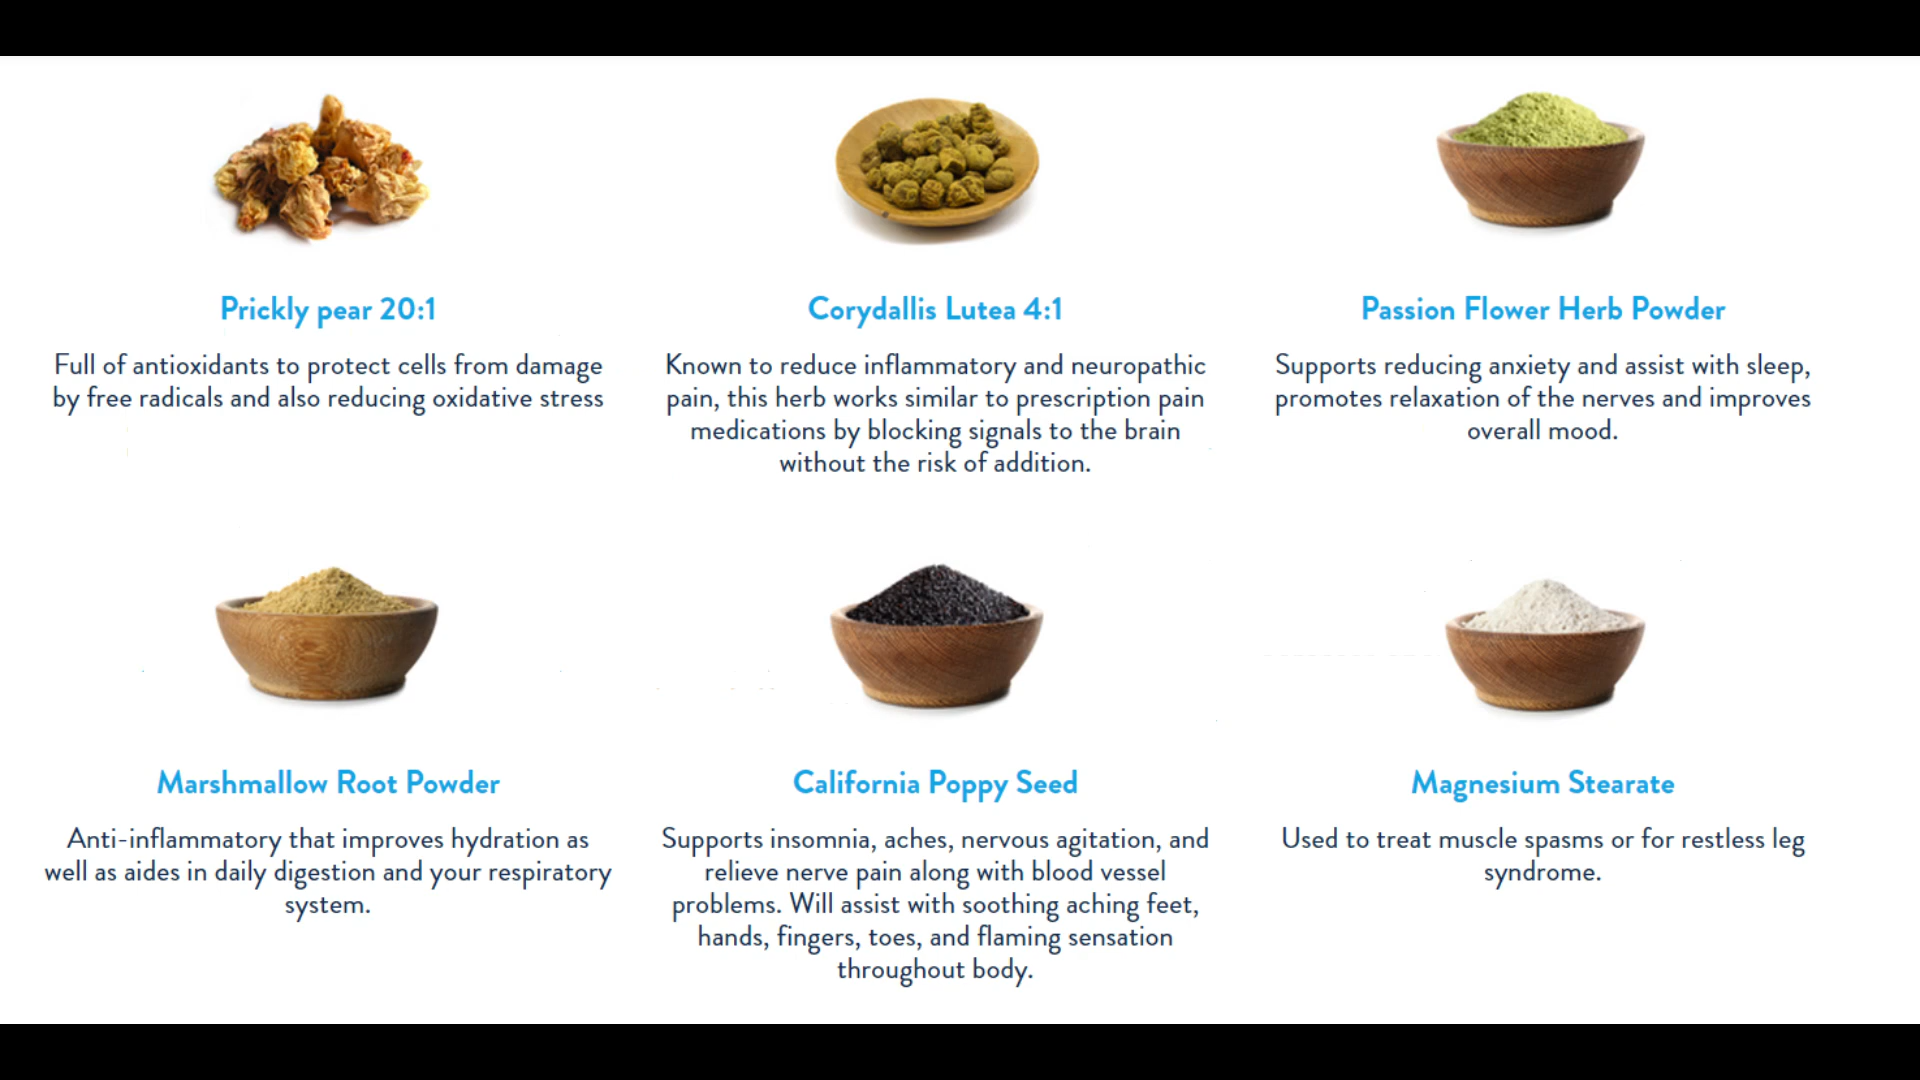 Prickly pear 20:1
Full of antioxidants to protect cells from damage
by free radicals and also reducing oxidative stress
Corydallis Lutea 4:1
Known to reduce inflammatory and neuropathic
pain, this herb works similar to prescription pain
medications by blocking signals to the brain
without the risk of addition.
Passion Flower Herb Powder
Supports reducing anxiety and assist with sleep,
promotes relaxation of the nerves and improves
overall mood.
Marshmallow Root Powder
Anti-inflammatory that improves hydration as
well as aides in daily digestion and your respiratory
system.
California Poppy Seed
Supports insomnia, aches, nervous agitation, and
relieve nerve pain along with blood vessel
problems. Will assist with soothing aching feet,
hands, fingers, toes, and flaming sensation
throughout body.
Magnesium Stearate
Used to treat muscle spasms or for restless leg
syndrome.